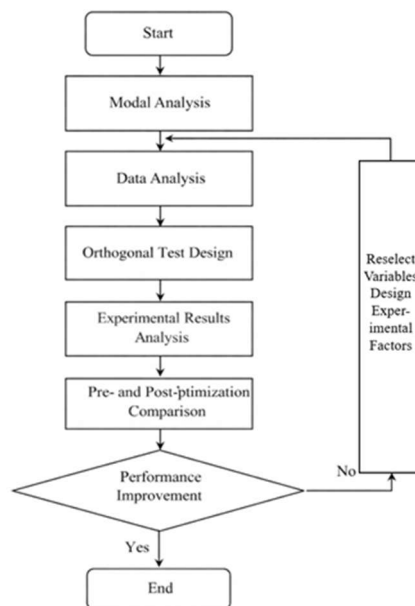 Start
Modal Analysis
Data Analysis
Orthogonal Test Design
Experimental Results
Analysis
Pre- and Post-ptimization
Comparison
Performance
Improvement
Yes
End
No
Reselect
Variables
Design
Exper-
imental
Factors